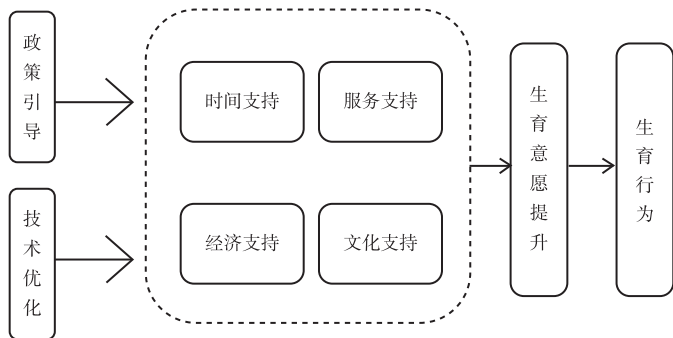 政策引导
技术优化
时间支持
服务支持
经济支持
文化支持
生育意愿提升
生育行为